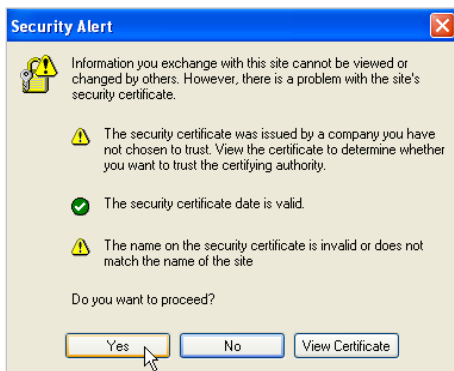 Security Alert
Information you exchange with this site cannot be viewed or
changed by others. However, there is a problem with the site's
security certificate.
The security certificate was issued by a company you have
not chosen to trust. View the certificate to determine whether
you want to trust the certifying authority.
The security certificate date is valid.
The name on the security certificate is invalid or does not
match the name of the site
Do you want to proceed?
Yes No View Certificate